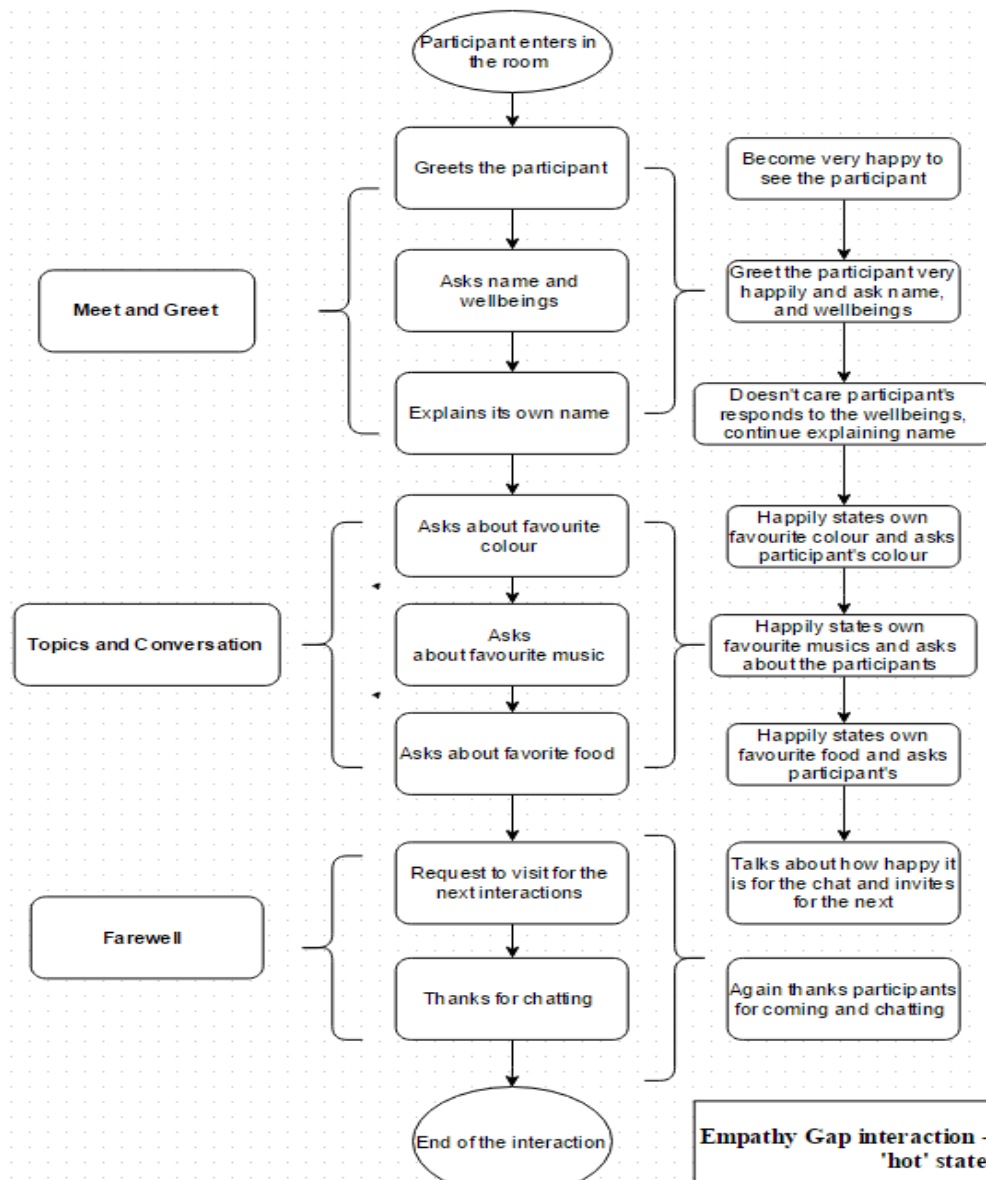 Participant enters in
the room
Greets the participant
Become very happy to
see the participant
Meet and Greet
Asks name and
wellbeings
Greet the participant very
happily and ask name,
and wellbeings
Explains its own name
Doesn't care participant's
responds to the wellbeings,
continue explaining name
Asks about favourite
colour
Happily states own
favourite colour and asks
participant's colour
Topics and Conversation
Asks
about favourite music
Happily states own
favourite musics and asks
about the participants
Asks about favorite food
Happily states own
favourite food and asks
participant's
Request to visit for the
next interactions
Talks about how happy it
is for the chat and invites
for the next
Farewell
Thanks for chatting
Again thanks participants
for coming and chatting
End of the interaction
Empathy Gap interaction -
'hot' state